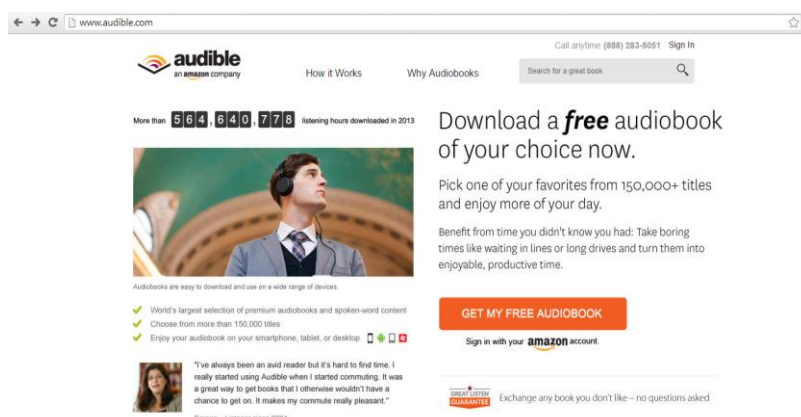 www.audible.com
Call anytime (888) 283-5051 Sign In
audible
an amazon company
How it Works
Why Audiobooks
Search for a great book
More than 564,640,778 listening hours downloaded in 2013
Download a free audiobook
of your choice now.
Pick one of your favorites from 150,000+ titles
and enjoy more of your day.
Benefit from time you didn't know you had: Take boring
times like waiting in lines or long drives and turn them into
enjoyable, productive time.
Audiobooks are easy to download and use on a wide range of devices.
World's largest selection of premium audiobooks and spoken-word content
Choose from more than 150,000 titles
Enjoy your audiobook on your smartphone, tablet, or desktop
GET MY FREE AUDIOBOOK
Sign in with your amazon account.
"I've always been an avid reader but it's hard to find time. I
really started using Audible when I started commuting. It was
a great way to get books that I otherwise wouldn't have a
chance to get on. It makes my commute really pleasant."
GREAT LISTEN
GUARANTEE
Exchange any book you don't like – no questions asked